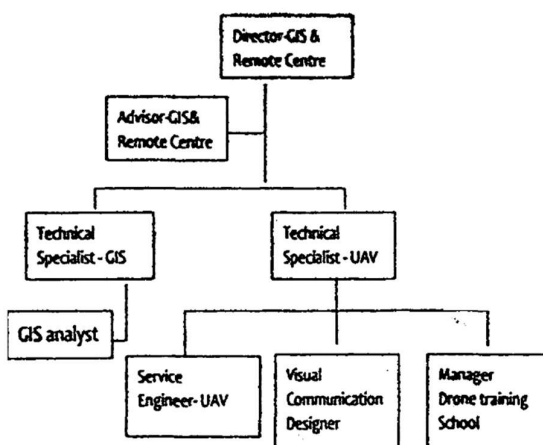 Director-GIS &
Remote Centre
Advisor-GIS&
Remote Centre
Technical
Specialist - GIS
Technical
Specialist - UAV
GIS analyst
Service
Engineer- UAV
Visual
Communication
Designer
Manager
Drone training
School